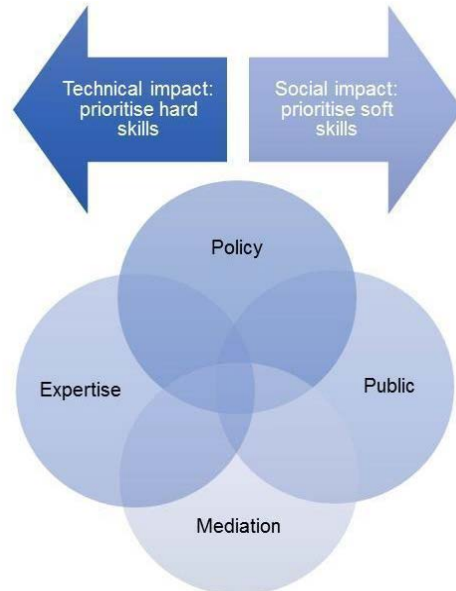 Technical impact:
prioritise hard
skills
Social impact:
prioritise soft
skills
Policy
Expertise
Public
Mediation